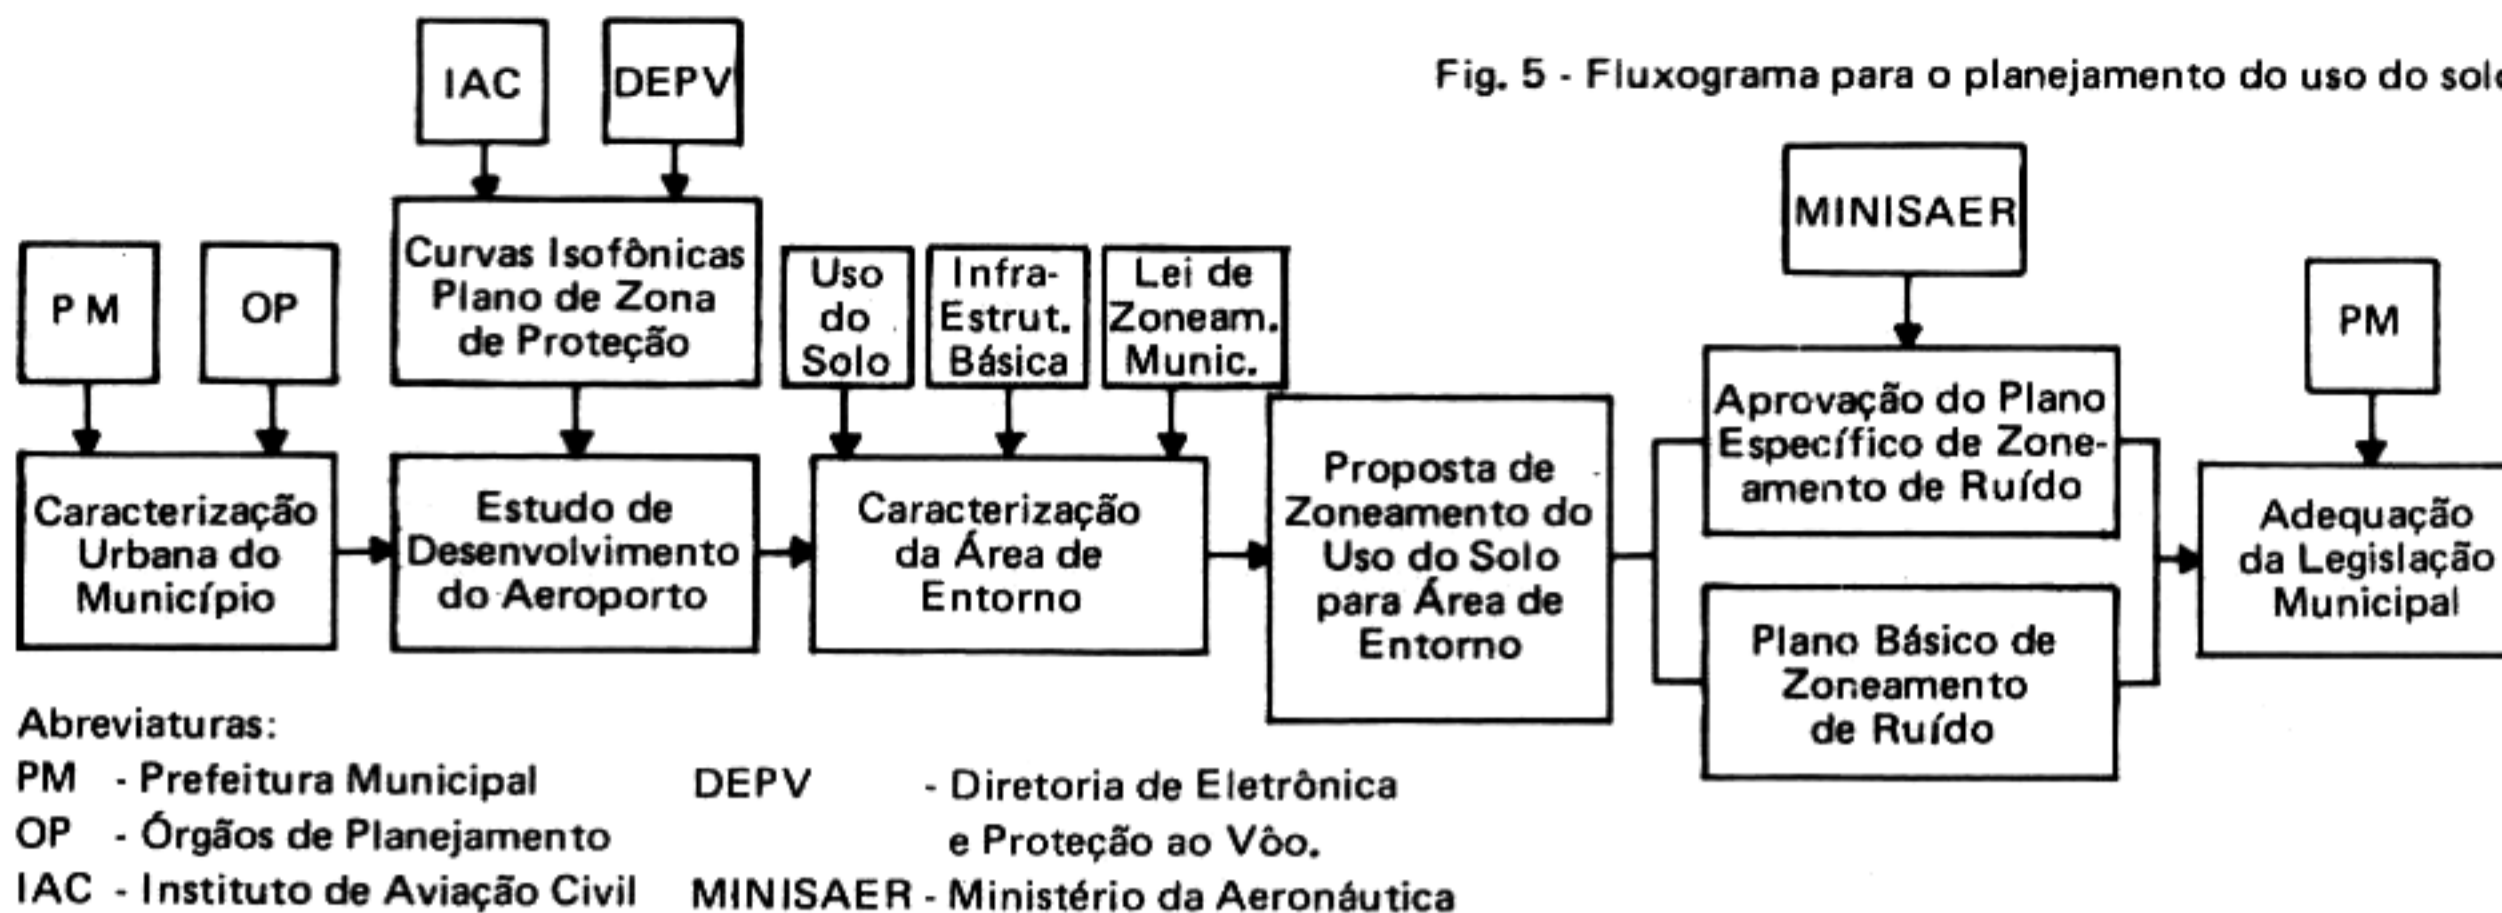 IAC
DEPV
Fig. 5 - Fluxograma para o planejamento do uso do solo
MINISAER
PM
OP
Curvas Isofônicas
Plano de Zona
de Proteção
Uso
do
Solo
Infra-
Estrut.
Básica
Lei de
Zoneam.
Munic.
PM
Caracterização
Urbana do
Município
Estudo de
Desenvolvimento
do Aeroporto
Caracterização
da Área de
Entorno
Proposta de
Zoneamento do
Uso do Solo
para Área de
Entorno
Aprovação do Plano
Específico de Zone-
amento de Ruído
Plano Básico de
Zoneamento
de Ruído
Adequação
da Legislação
Municipal
Abreviaturas:
PM - Prefeitura Municipal
OP - Órgãos de Planejamento
IAC - Instituto de Aviação Civil
DEPV - Diretoria de Eletrônica
e Proteção ao Vôo.
MINISAER - Ministério da Aeronáutica